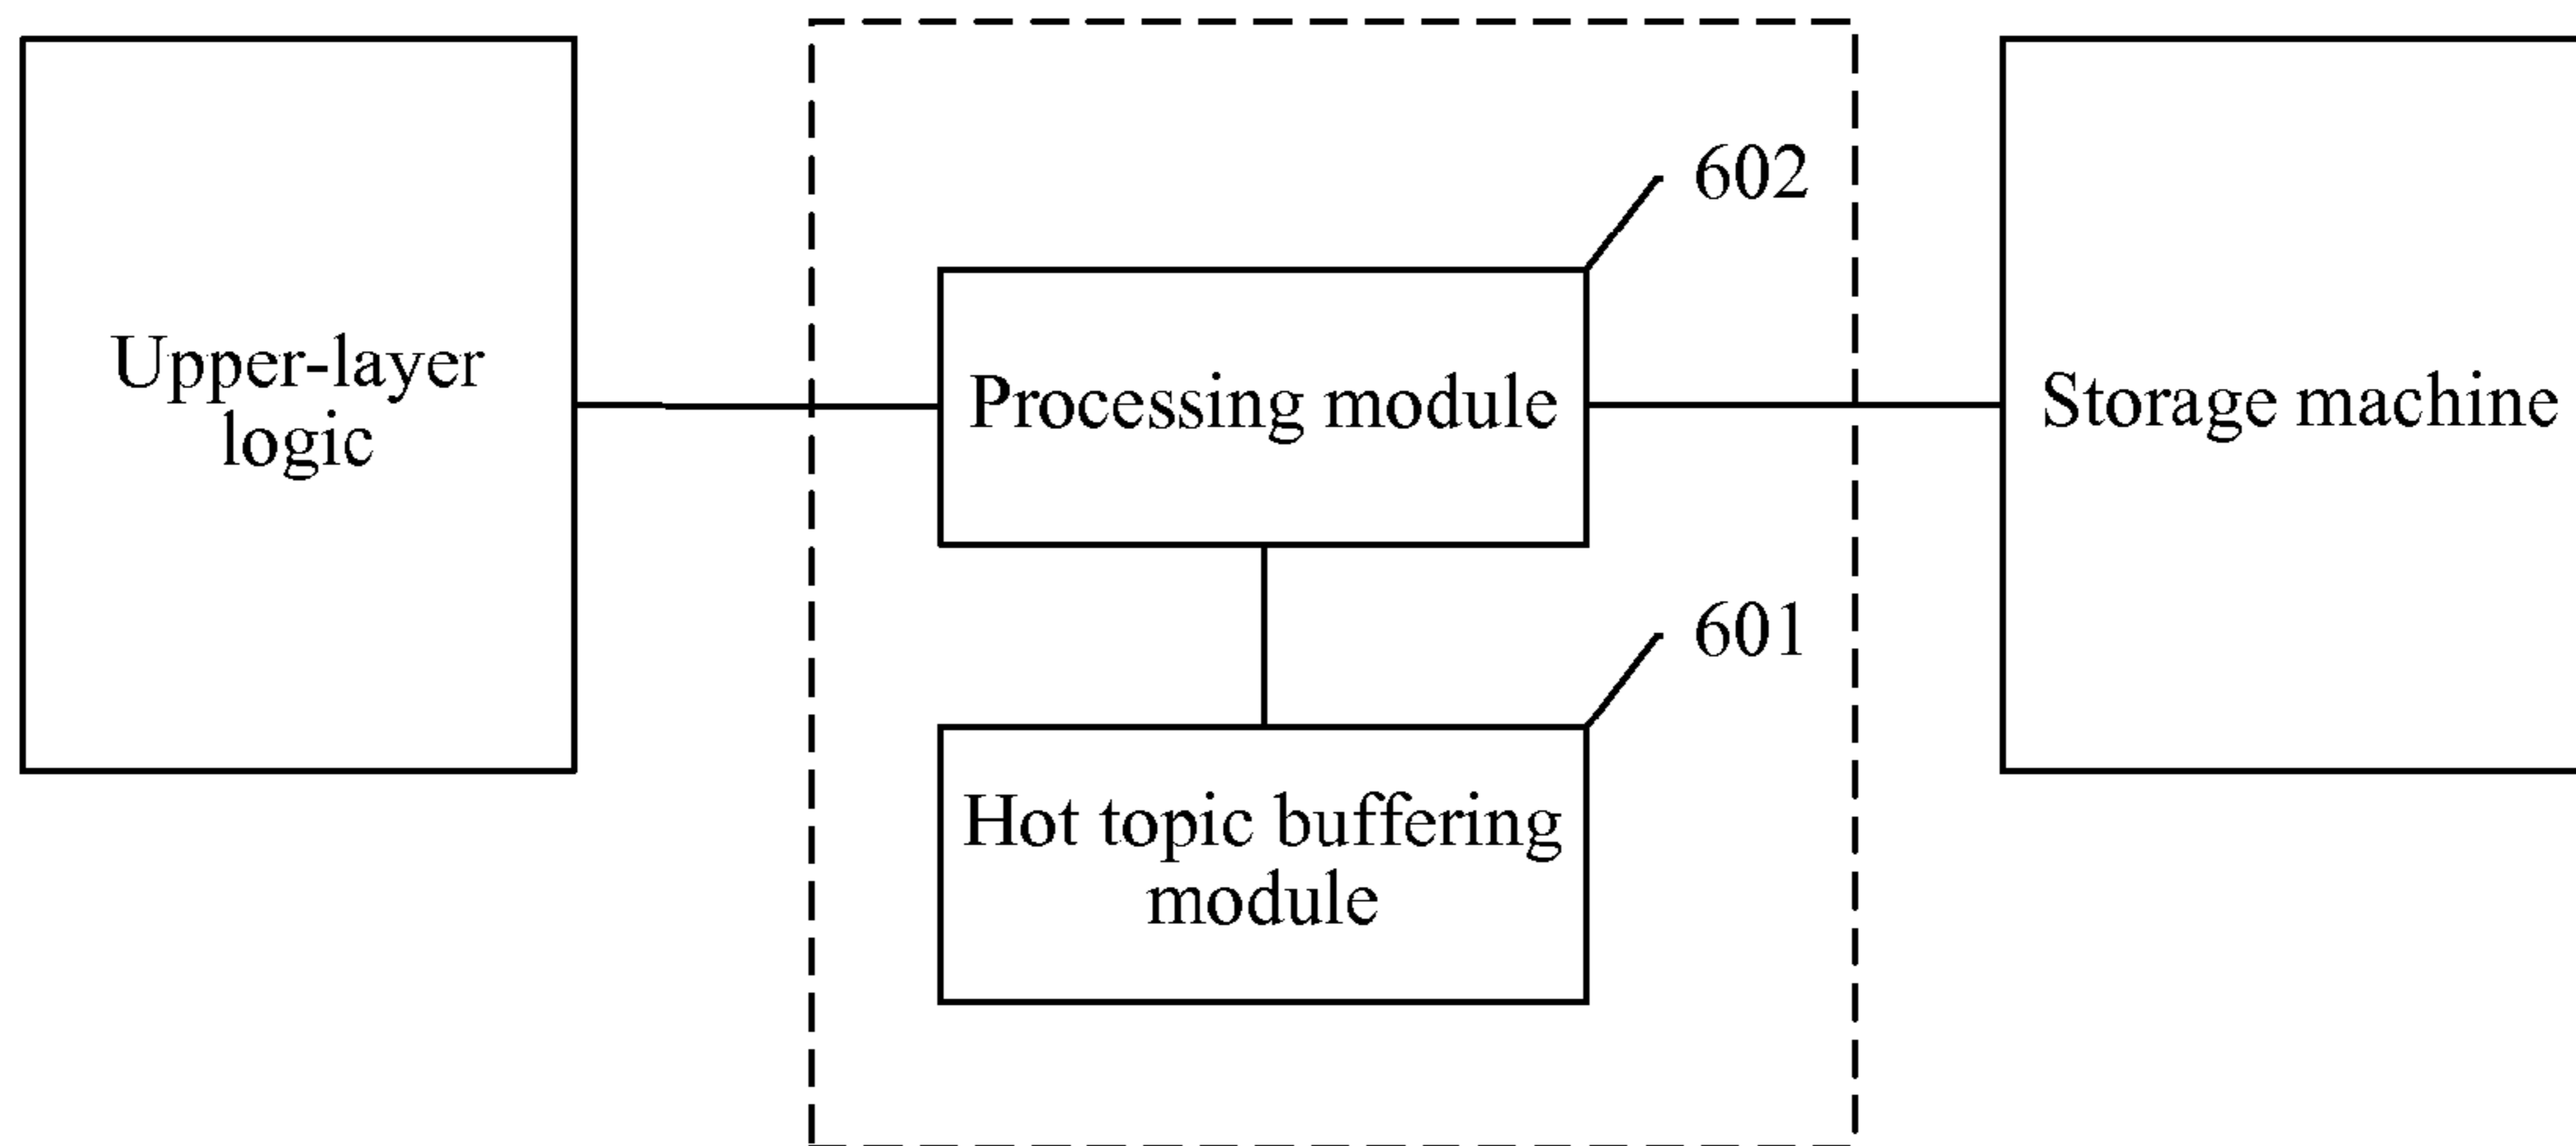 Upper-layer
logic
602
Processing module
601
Hot topic buffering
module
Storage machine